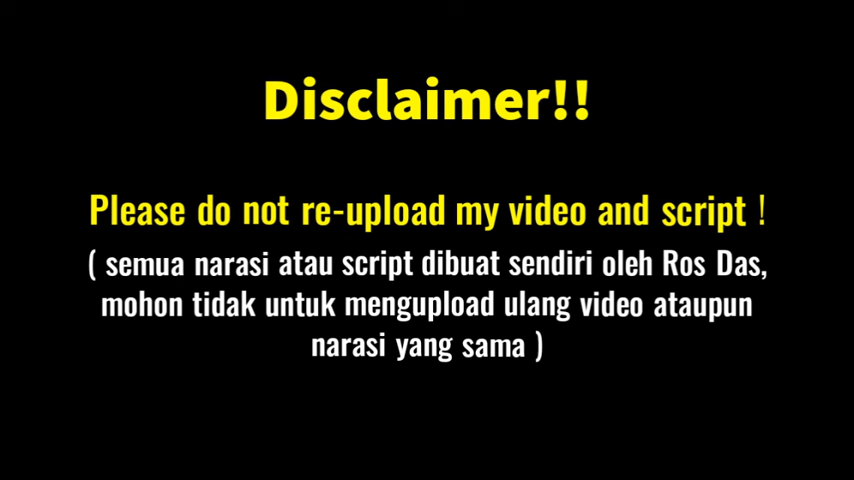 Disclaimer!!
Please do not re-upload my video and script !
( semua narasi atau script dibuat sendiri oleh Ros Das,
mohon tidak untuk mengupload ulang video ataupun
narasi yang sama )